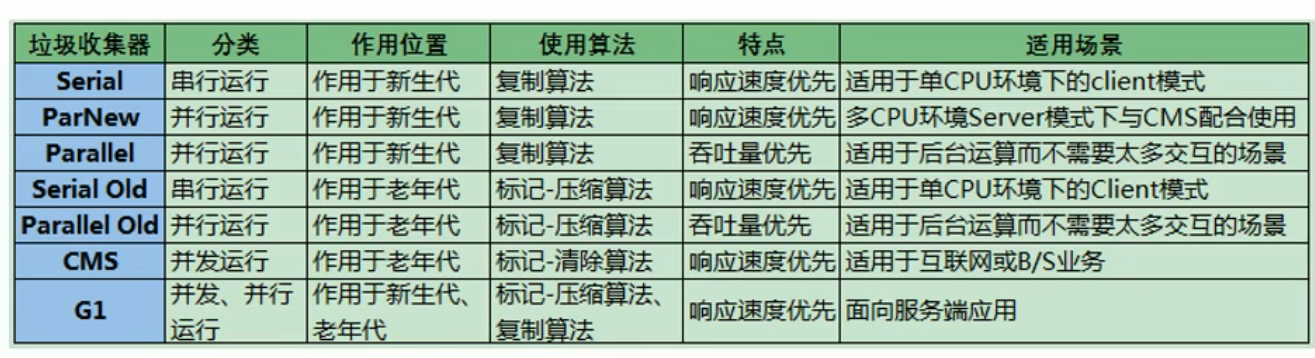 垃圾收集器 分类 作用位置 使用算法 特点 适用场景
Serial 串行运行 作用于新生代 复制算法 响应速度优先 适用于单CPU环境下的client模式
ParNew 并行运行 作用于新生代 复制算法 响应速度优先 多CPU环境Server模式下与CMS配合使用
Parallel 并行运行 作用于新生代 复制算法 吞吐量优先 适用于后台运算而不需要太多交互的场景
Serial Old 串行运行 作用于老年代 标记-压缩算法 响应速度优先 适用于单CPU环境下的Client模式
Parallel Old 并行运行 作用于老年代 标记-压缩算法 吞吐量优先 适用于后台运算而不需要太多交互的场景
CMS 并发运行 作用于老年代 标记-清除算法 响应速度优先 适用于互联网或B/S业务
G1 并发、并行 作用于新生代、 标记-压缩算法、 响应速度优先 面向服务端应用
运行 老年代 复制算法